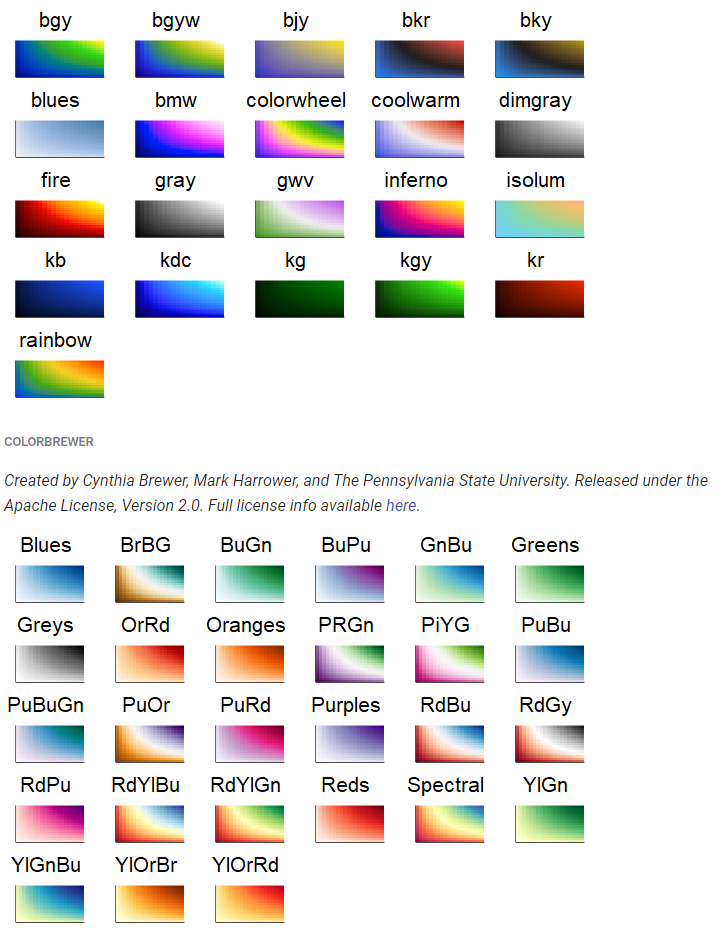 bgy bgyw bjy bkr bky
blues bmw colorwheel coolwarm dimgray
fire gray gwv inferno isolum
kb kdc kg kgy kr
rainbow
COLORBREWER
Created by Cynthia Brewer, Mark Harrower, and The Pennsylvania State University. Released under the
Apache License, Version 2.0. Full license info available here.
Blues BrBG BuGn BuPu GnBu Greens
Greys OrRd Oranges PRGn PiYG PuBu
PuBuGn PuOr PuRd Purples RdBu RdGy
RdPu RdYlBu RdYlGn Reds Spectral YlGn
YlGnBu YlOrBr YlOrRd